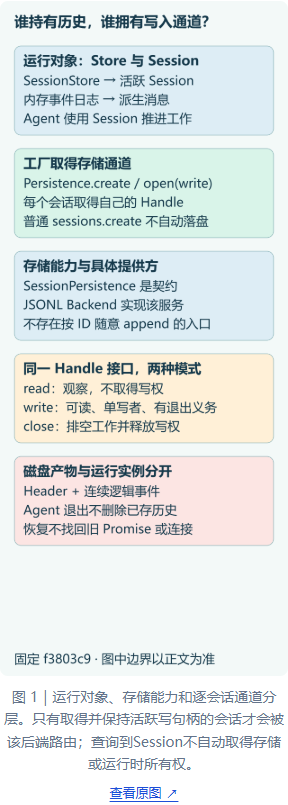 谁持有历史，谁拥有写入通道？
运行对象：Store 与 Session
SessionStore → 活跃 Session
内存事件日志 → 派生消息
Agent 使用 Session 推进工作
工厂取得存储通道
Persistence.create / open(write)
每个会话取得自己的 Handle
普通 sessions.create 不自动落盘
存储能力与具体提供方
SessionPersistence 是契约
JSONL Backend 实现该服务
不存在按 ID 随意 append 的入口
同一 Handle 接口，两种模式
read：观察，不取得写权
write：可读、单写者、有退出义务
close：排空工作并释放写权
磁盘产物与运行实例分开
Header + 连续逻辑事件
Agent 退出不删除已存历史
恢复不找回旧 Promise 或连接
固定 f3803c9 · 图中边界以正文为准
图 1 | 运行对象、存储能力和逐会话通道分
层。只有取得并保持活跃写句柄的会话才会被
该后端路由；查询到Session不自动取得存储
或运行时所有权。
查看原图 ↗